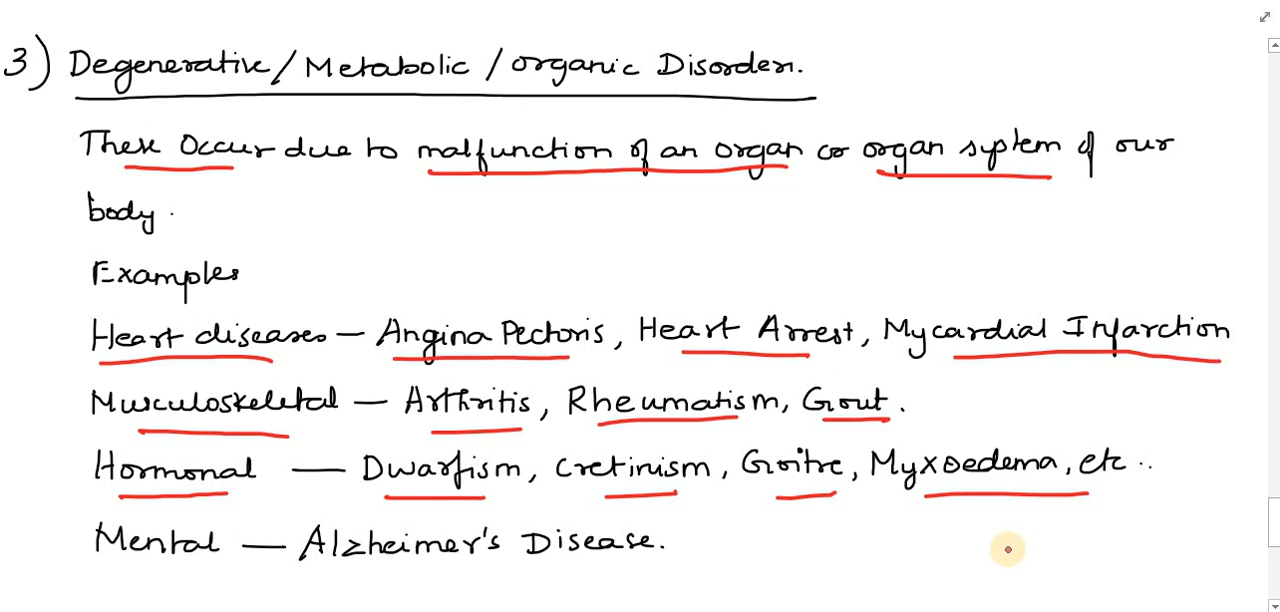 3) Degenerative/Metabolic/organic Disorder.
These Occur due to malfunction of an organ or organ system of our
body.
Examples
Heart diseases — Angina Pectoris, Heart Arrest, Mycardial Infarction
Musculoskeletal — Arthritis, Rheumatism, Gout.
Hormonal — Dwarfism, Cretinism, Goitre, Myxoedema, etc..
Mental — Alzheimer's Disease.